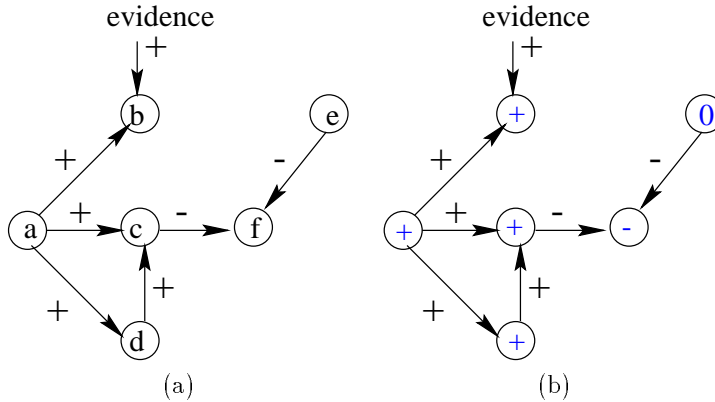 evidence
+
b
e
+
-
a
+
c
-
f
+
+
d
(a)
evidence
+
+
0
+
-
+
+
+
-
-
+
+
+
(b)